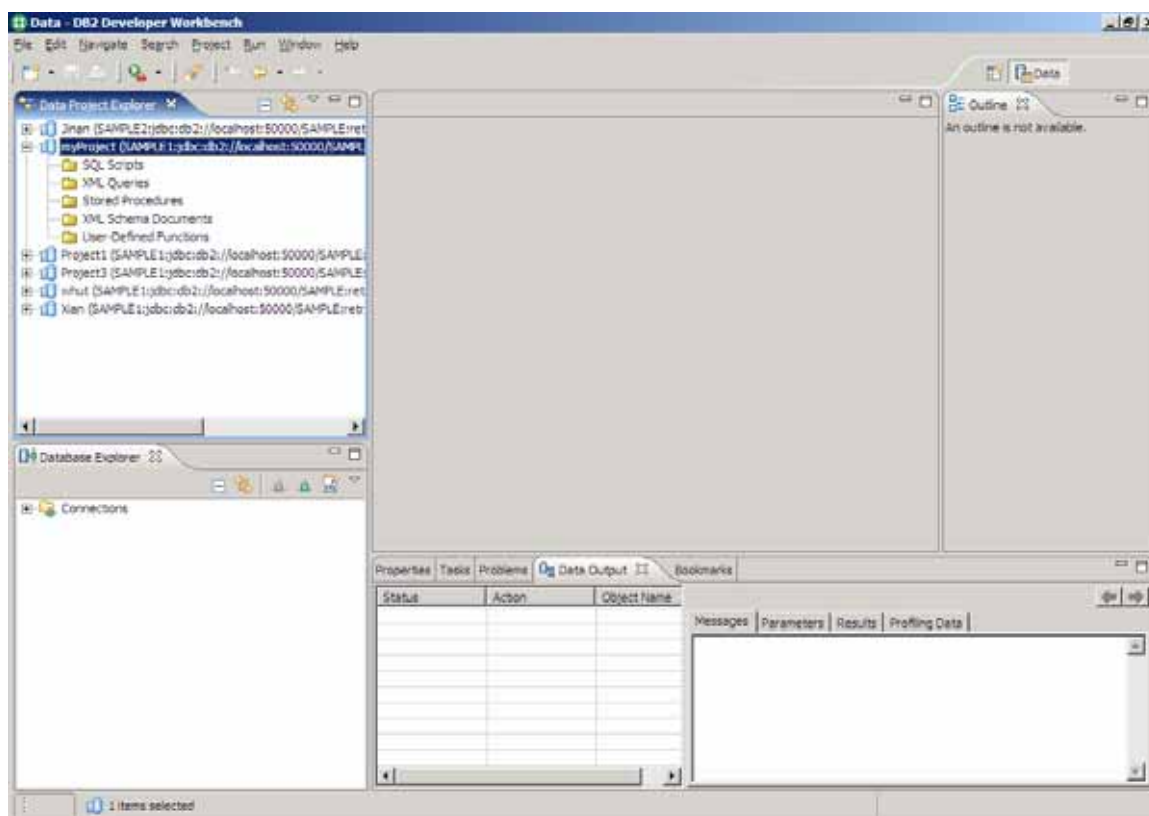 Data - DB2 Developer Workbench
File Edit Navigate Search Project Run Window Help
Data
Data Project Explorer
Jinan (SAMPLE2:jdbc:db2://localhost:50000/SAMPLE:ret
myProject (SAMPLE1:jdbc:db2://localhost:50000/SAMPL
SQL Scripts
XML Queries
Stored Procedures
XML Schema Documents
User-Defined Functions
Project1 (SAMPLE1:jdbc:db2://localhost:50000/SAMPLE:
Project3 (SAMPLE1:jdbc:db2://localhost:50000/SAMPLE:
whut (SAMPLE1:jdbc:db2://localhost:50000/SAMPLE:ret
Xian (SAMPLE1:jdbc:db2://localhost:50000/SAMPLE:retr
Outline
An outline is not available.
Database Explorer
Connections
Properties Tasks Problems Data Output Bookmarks
Status Action Object Name
Messages Parameters Results Profiling Data
1 items selected